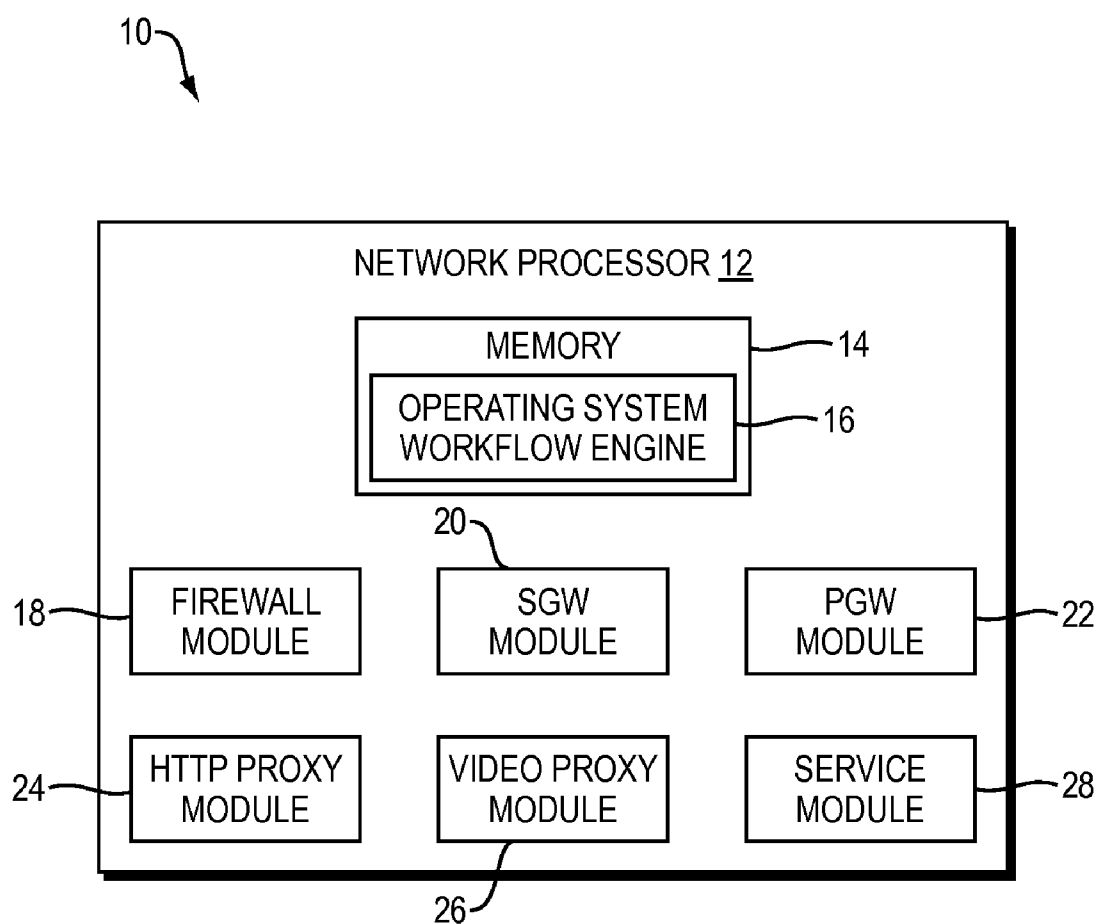 10
NETWORK PROCESSOR 12
MEMORY
14
OPERATING SYSTEM
WORKFLOW ENGINE
16
20
18
FIREWALL
MODULE
SGW
MODULE
PGW
MODULE
22
24
HTTP PROXY
MODULE
VIDEO PROXY
MODULE
SERVICE
MODULE
28
26